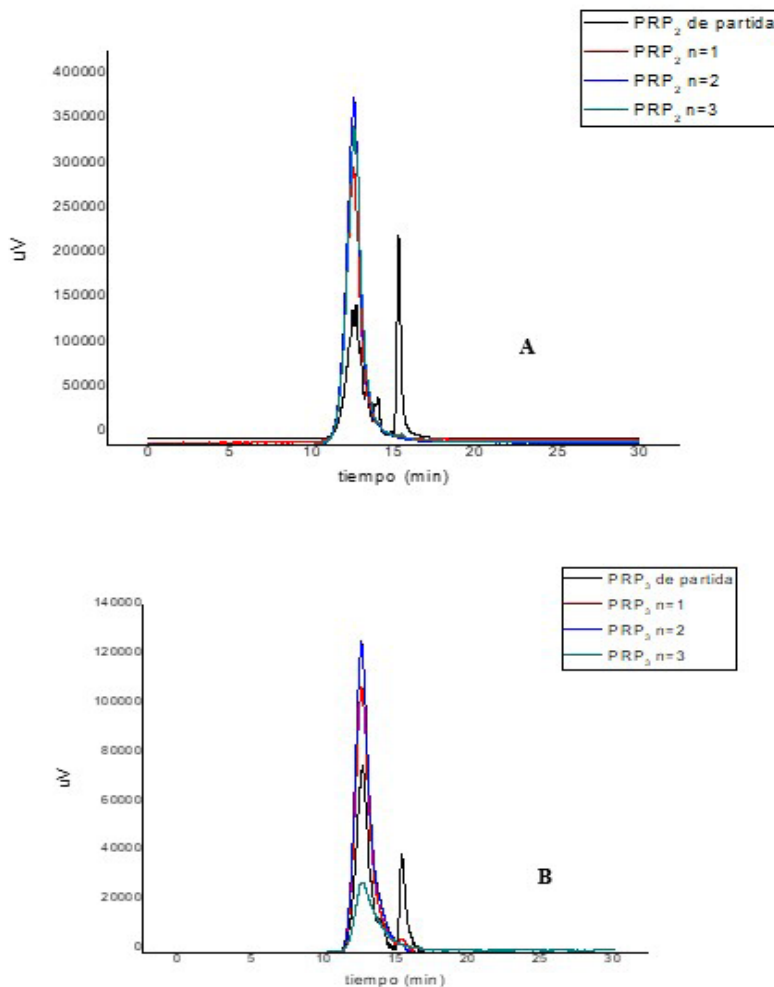 PRP₂ de partida
PRP₂ n=1
PRP₂ n=2
PRP₂ n=3
400000
350000
300000
250000
200000
150000
100000
50000
0
uV
A
0 5 10 15 20 25 30
tiempo (min)
PRP₃ de partida
PRP₃ n=1
PRP₃ n=2
PRP₃ n=3
140000
120000
100000
80000
60000
40000
20000
0
uV
B
0 5 10 15 20 25 30
tiempo (min)